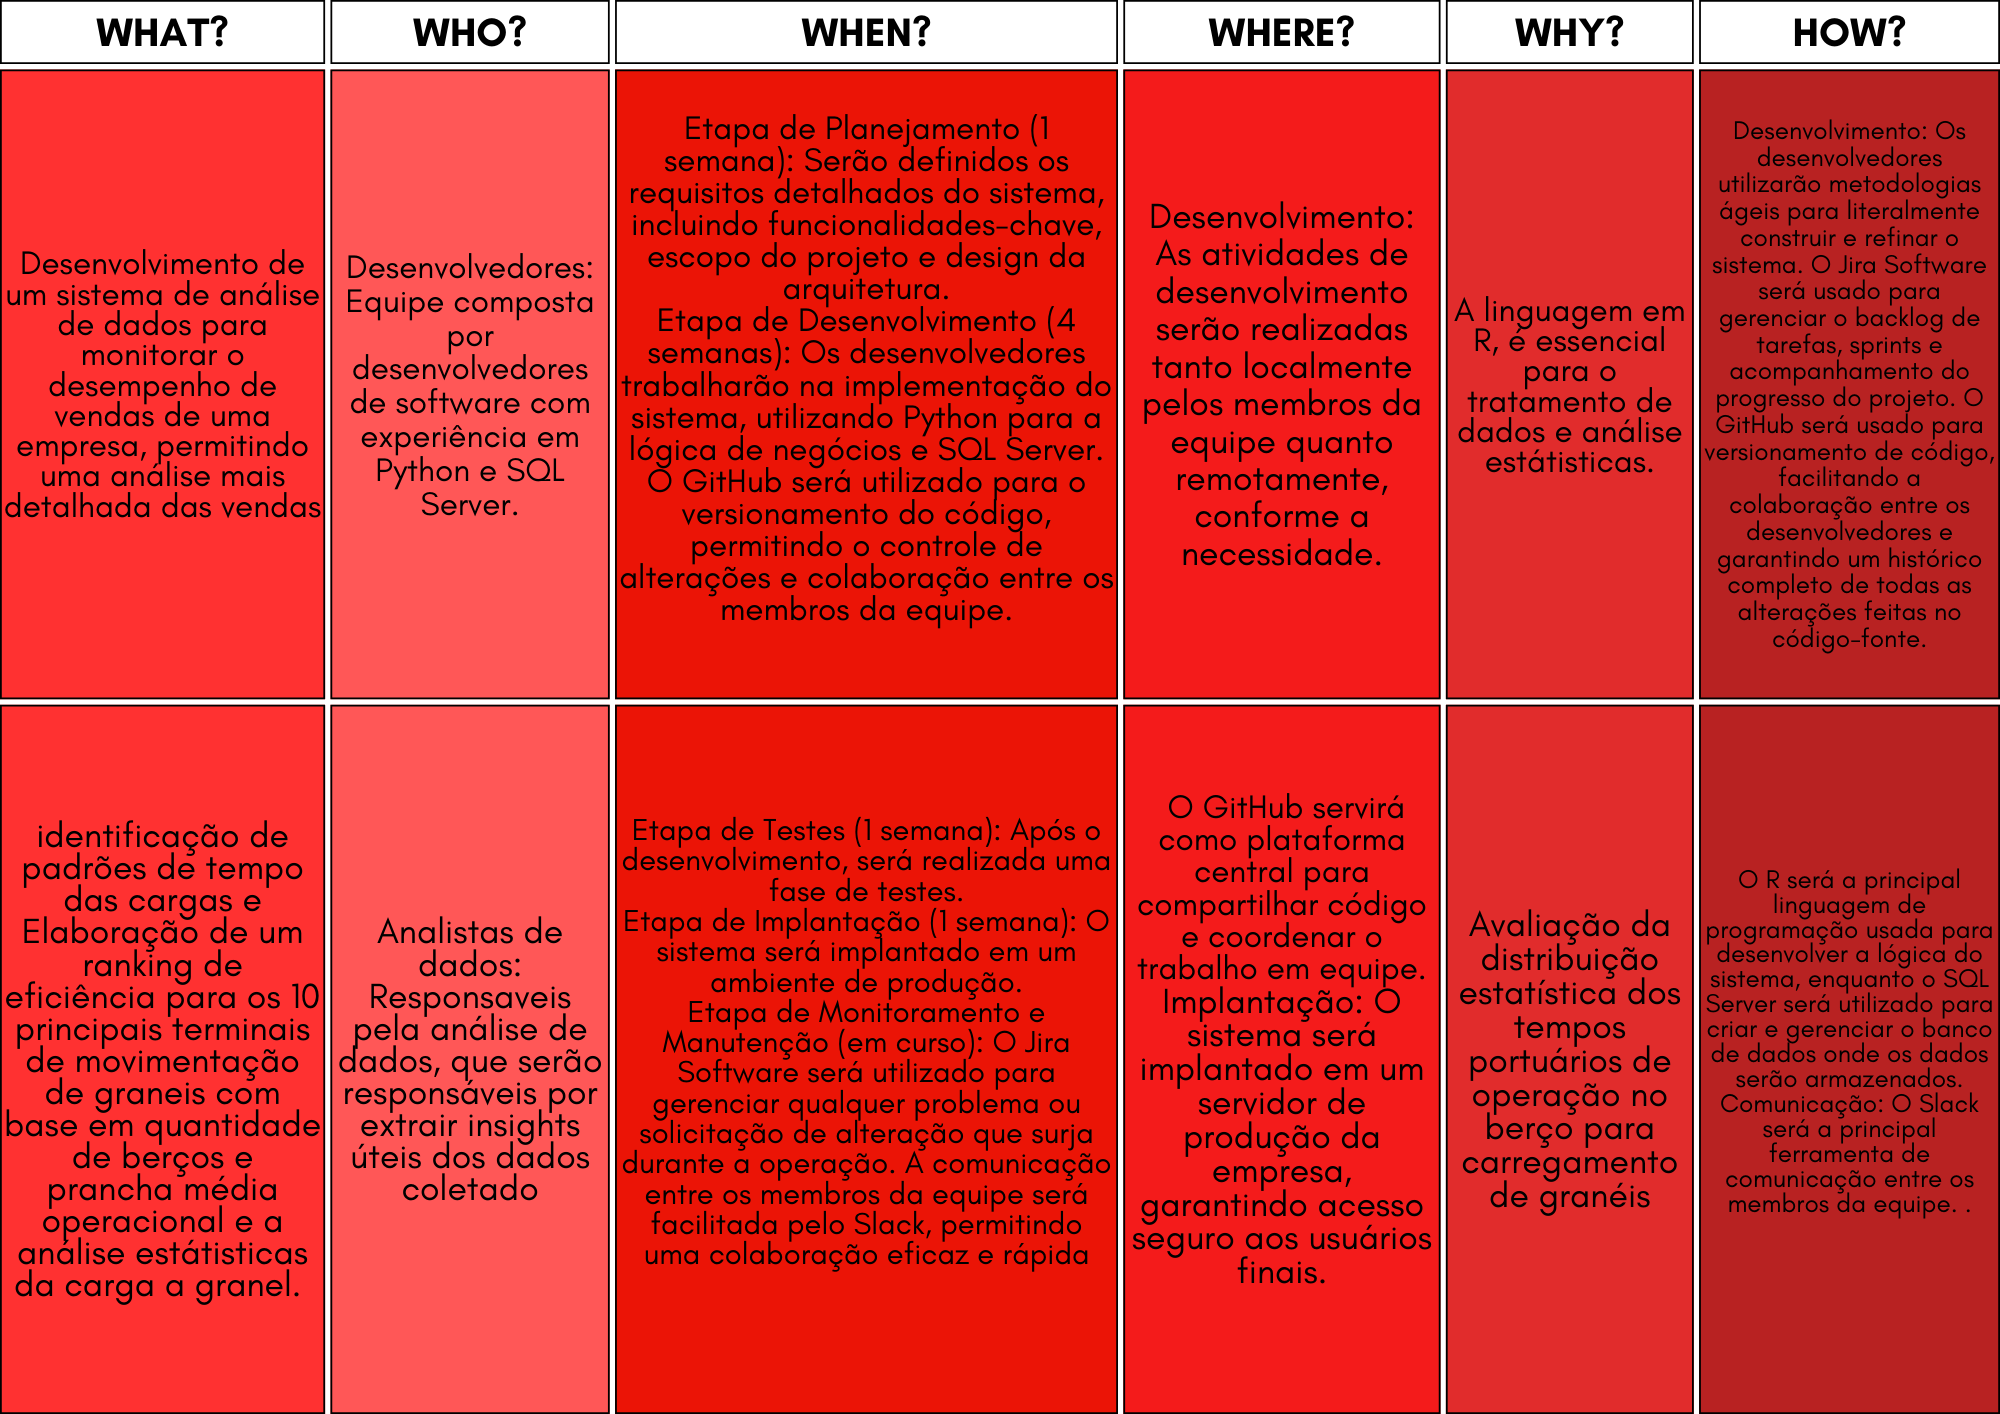 WHAT?
WHO?
WHEN?
WHERE?
WHY?
HOW?
Desenvolvimento de
um sistema de análise
de dados para
monitorar o
desempenho de
vendas de uma
empresa, permitindo
uma análise mais
detalhada das vendas
Desenvolvedores:
Equipe composta
por
desenvolvedores
de software com
experiência em
Python e SQL
Server.
Etapa de Planejamento (1
semana): Serão definidos os
requisitos detalhados do sistema,
incluindo funcionalidades-chave,
escopo do projeto e design da
arquitetura.
Etapa de Desenvolvimento (4
semanas): Os desenvolvedores
trabalharão na implementação do
sistema, utilizando Python para a
lógica de negócios e SQL Server.
O GitHub será utilizado para o
versionamento do código,
permitindo o controle de
alterações e colaboração entre os
membros da equipe.
Desenvolvimento:
As atividades de
desenvolvimento
serão realizadas
tanto localmente
pelos membros da
equipe quanto
remotamente,
conforme a
necessidade.
A linguagem em
R, é essencial
para o
tratamento de
dados e análise
estátisticas.
Desenvolvimento: Os
desenvolvedores
utilizarão metodologias
ágeis para literalmente
construir e refinar o
sistema. O Jira Software
será usado para
gerenciar o backlog de
tarefas, sprints e
acompanhamento do
progresso do projeto. O
GitHub será usado para
versionamento de código,
facilitando a
colaboração entre os
desenvolvedores e
garantindo um histórico
completo de todas as
alterações feitas no
código-fonte.
identificação de
padrões de tempo
das cargas e
Elaboração de um
ranking de
eficiência para os 10
principais terminais
de movimentação
de graneis com
base em quantidade
de berços e
prancha média
operacional e a
análise estátisticas
da carga a granel.
Analistas de
dados:
Responsaveis
pela análise de
dados, que serão
responsáveis por
extrair insights
úteis dos dados
coletado
Etapa de Testes (1 semana): Após o
desenvolvimento, será realizada uma
fase de testes.
Etapa de Implantação (1 semana): O
sistema será implantado em um
ambiente de produção.
Etapa de Monitoramento e
Manutenção (em curso): O Jira
Software será utilizado para
gerenciar qualquer problema ou
solicitação de alteração que surja
durante a operação. A comunicação
entre os membros da equipe será
facilitada pelo Slack, permitindo
uma colaboração eficaz e rápida
O GitHub servirá
como plataforma
central para
compartilhar código
e coordenar o
trabalho em equipe.
Implantação: O
sistema será
implantado em um
servidor de
produção da
empresa,
garantindo acesso
seguro aos usuários
finais.
Avaliação da
distribuição
estatística dos
tempos
portuários de
operação no
berço para
carregamento
de granéis
O R será a principal
linguagem de
programação usada para
desenvolver a lógica do
sistema, enquanto o SQL
Server será utilizado para
criar e gerenciar o banco
de dados onde os dados
serão armazenados.
Comunicação: O Slack
será a principal
ferramenta de
comunicação entre os
membros da equipe. .